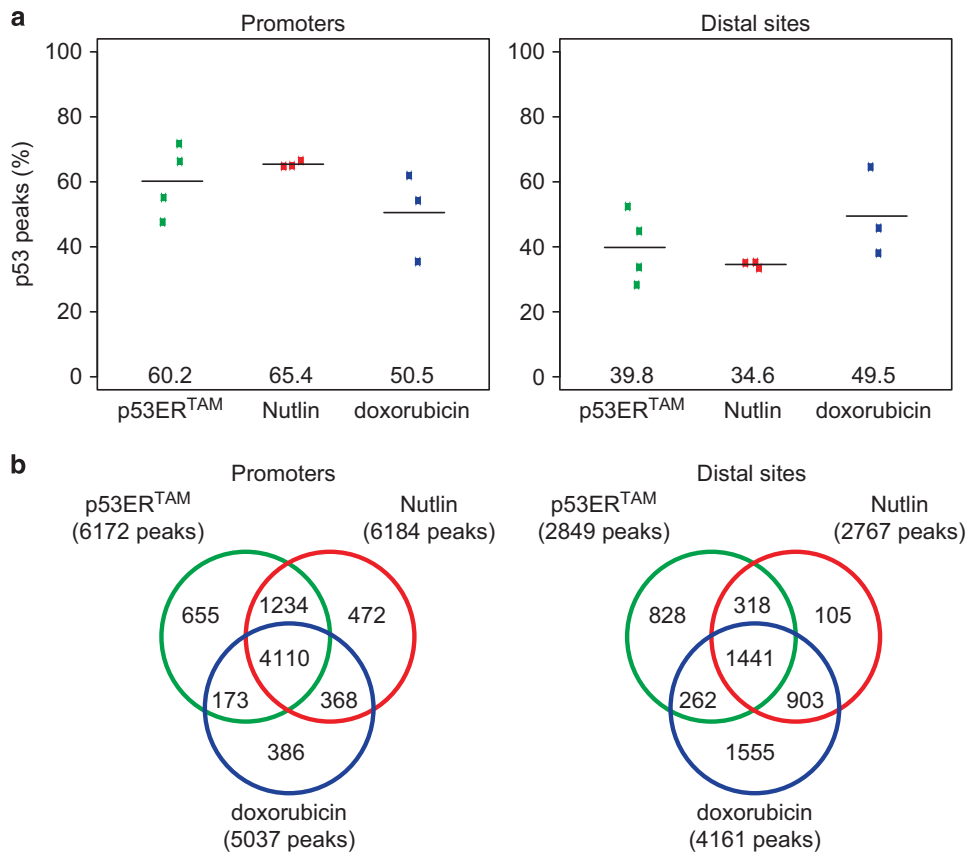 a
Promoters
Distal sites
p53 peaks (%)
100
80
60
40
20
0
60.2 65.4 50.5
p53ER^TAM Nutlin doxorubicin
100
80
60
40
20
0
39.8 34.6 49.5
p53ER^TAM Nutlin doxorubicin
b
Promoters
p53ER^TAM
(6172 peaks)
Nutlin
(6184 peaks)
655 1234 472
4110
173 368
386
doxorubicin
(5037 peaks)
Distal sites
p53ER^TAM
(2849 peaks)
Nutlin
(2767 peaks)
828 318 105
1441
262 903
1555
doxorubicin
(4161 peaks)